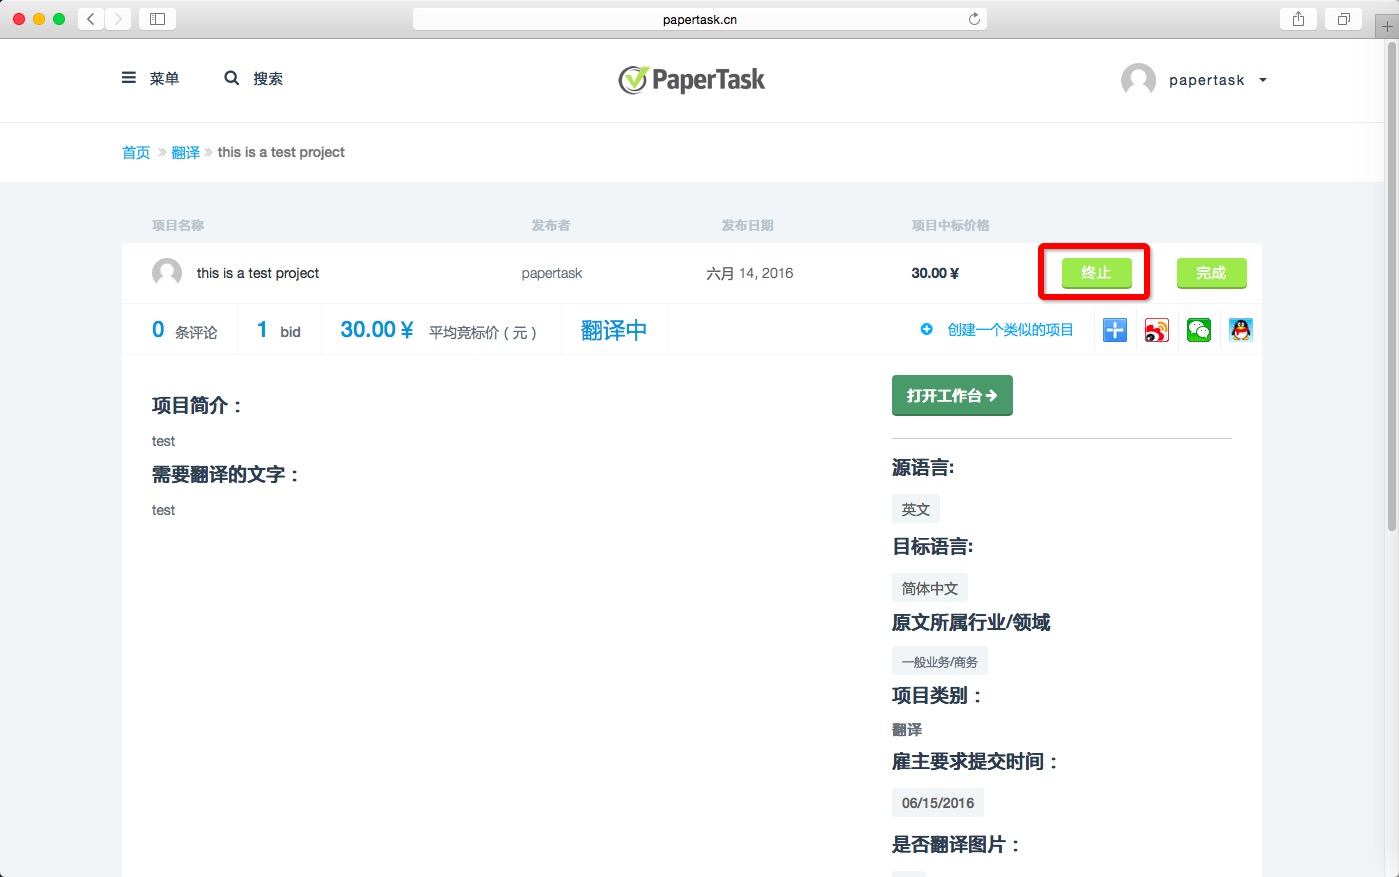 papertask.cn
菜单 搜索 PaperTask papertask
首页 » 翻译 » this is a test project
项目名称 发布者 发布日期 项目中标价格
this is a test project papertask 六月 14, 2016 30.00 ¥ 终止 完成
0 条评论 1 bid 30.00 ¥ 平均竞标价（元） 翻译中 创建一个类似的项目
打开工作台
项目简介：
test
需要翻译的文字：
test
源语言:
英文
目标语言:
简体中文
原文所属行业/领域
一般业务/商务
项目类别：
翻译
雇主要求提交时间：
06/15/2016
是否翻译图片：